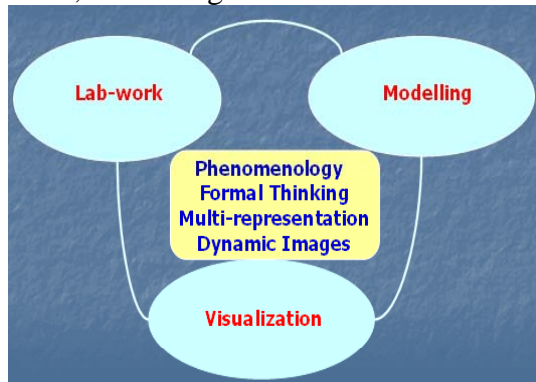 Lab-work
Modelling
Phenomenology
Formal Thinking
Multi-representation
Dynamic Images
Visualization